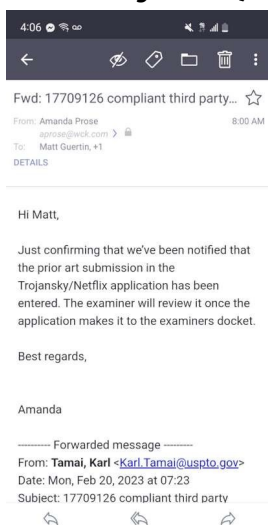 4:06
Fwd: 17709126 compliant third party...
From: Amanda Prose
8:00 AM
aprose@wck.com
To: Matt Guertin, +1
DETAILS
Hi Matt,
Just confirming that we've been notified that
the prior art submission in the
Trojansky/Netflix application has been
entered. The examiner will review it once the
application makes it to the examiners docket.
Best regards,
Amanda
---------- Forwarded message ----------
From: Tamai, Karl <Karl.Tamai@uspto.gov>
Date: Mon, Feb 20, 2023 at 07:23
Subject: 17709126 compliant third party